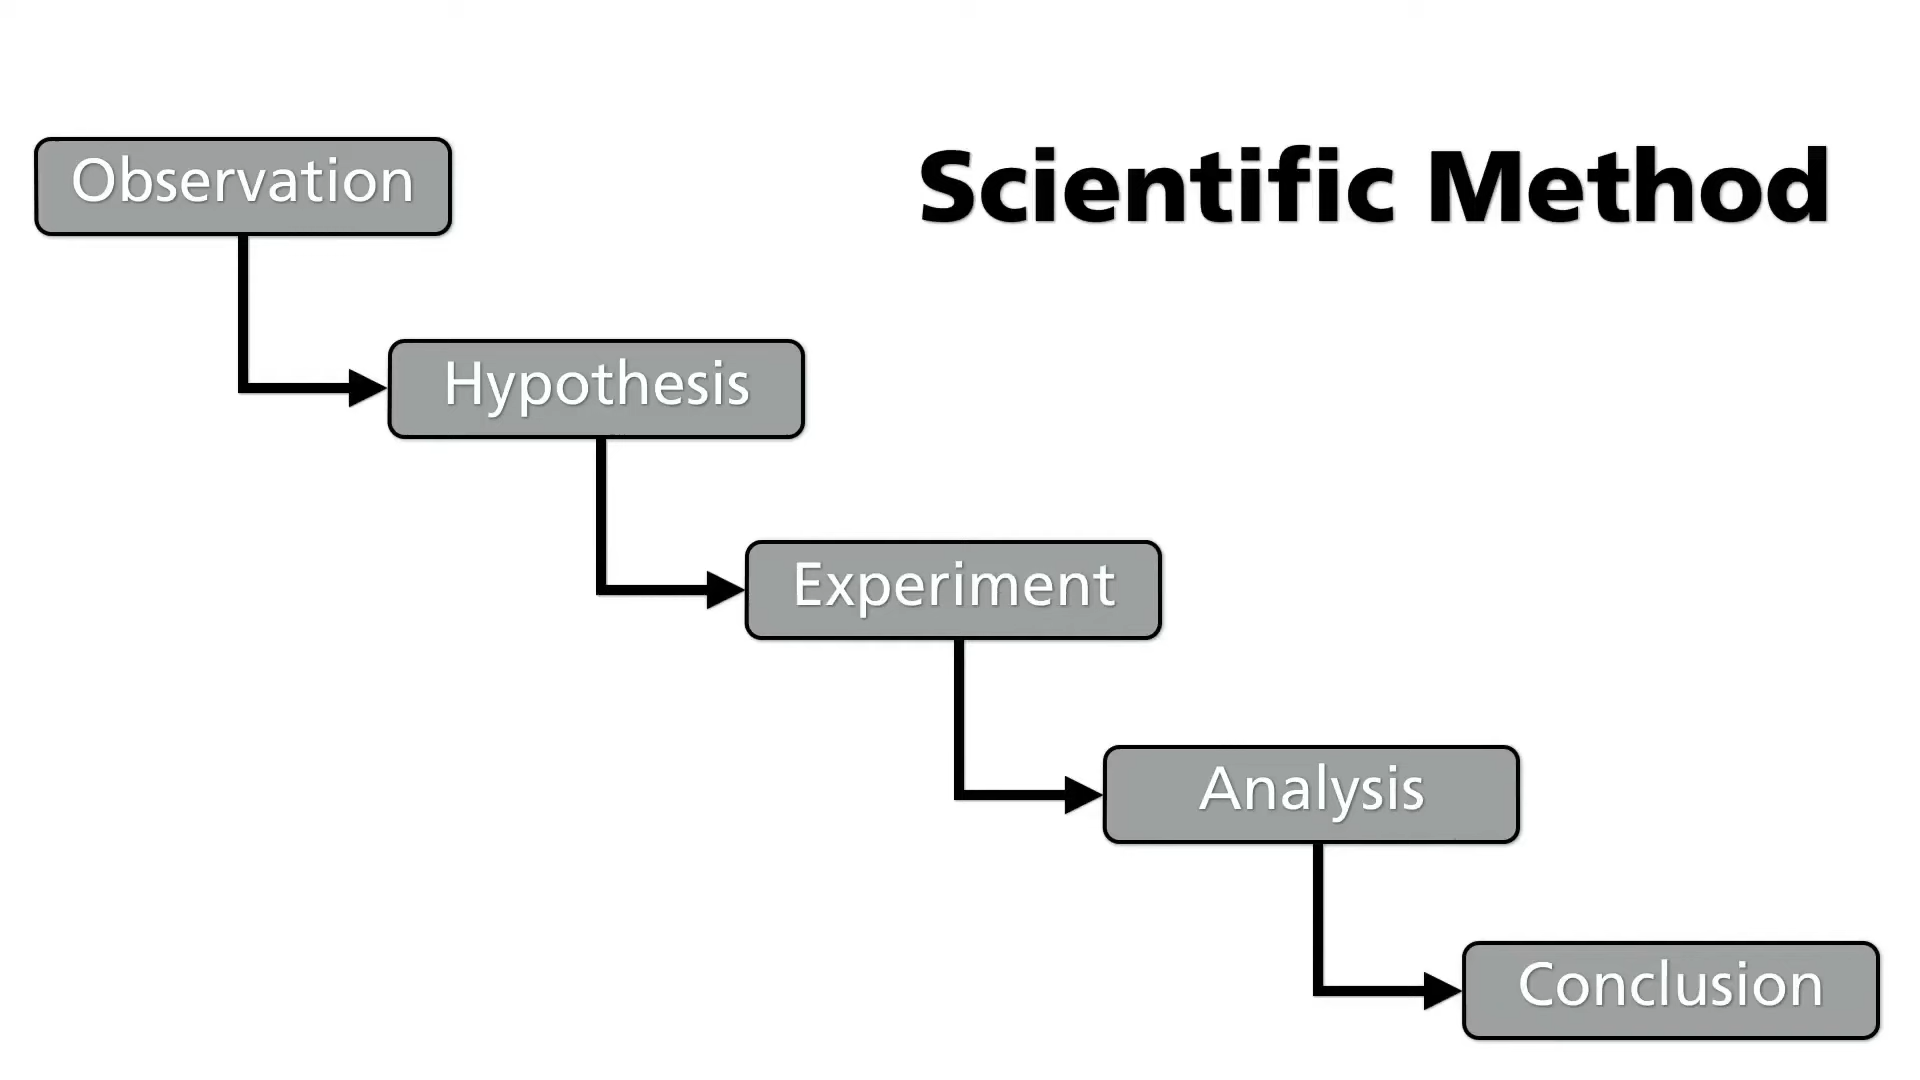 Observation
Scientific Method
Hypothesis
Experiment
Analysis
Conclusion